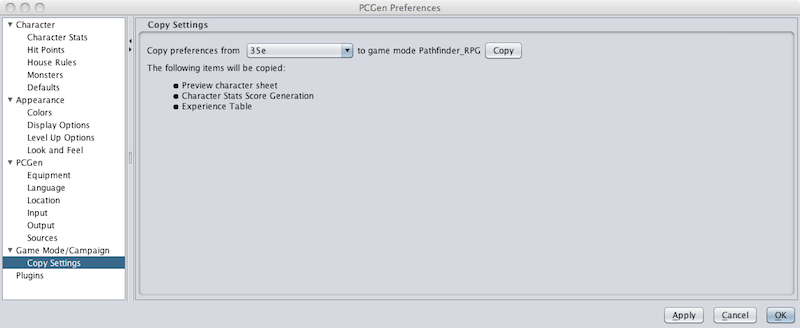 PCGen Preferences
Character
Character Stats
Hit Points
House Rules
Monsters
Defaults
Appearance
Colors
Display Options
Level Up Options
Look and Feel
PCGen
Equipment
Language
Location
Input
Output
Sources
Game Mode/Campaign
Copy Settings
Plugins
Copy Settings
Copy preferences from 35e to game mode Pathfinder_RPG Copy
The following items will be copied:
Preview character sheet
Character Stats Score Generation
Experience Table
Apply Cancel OK